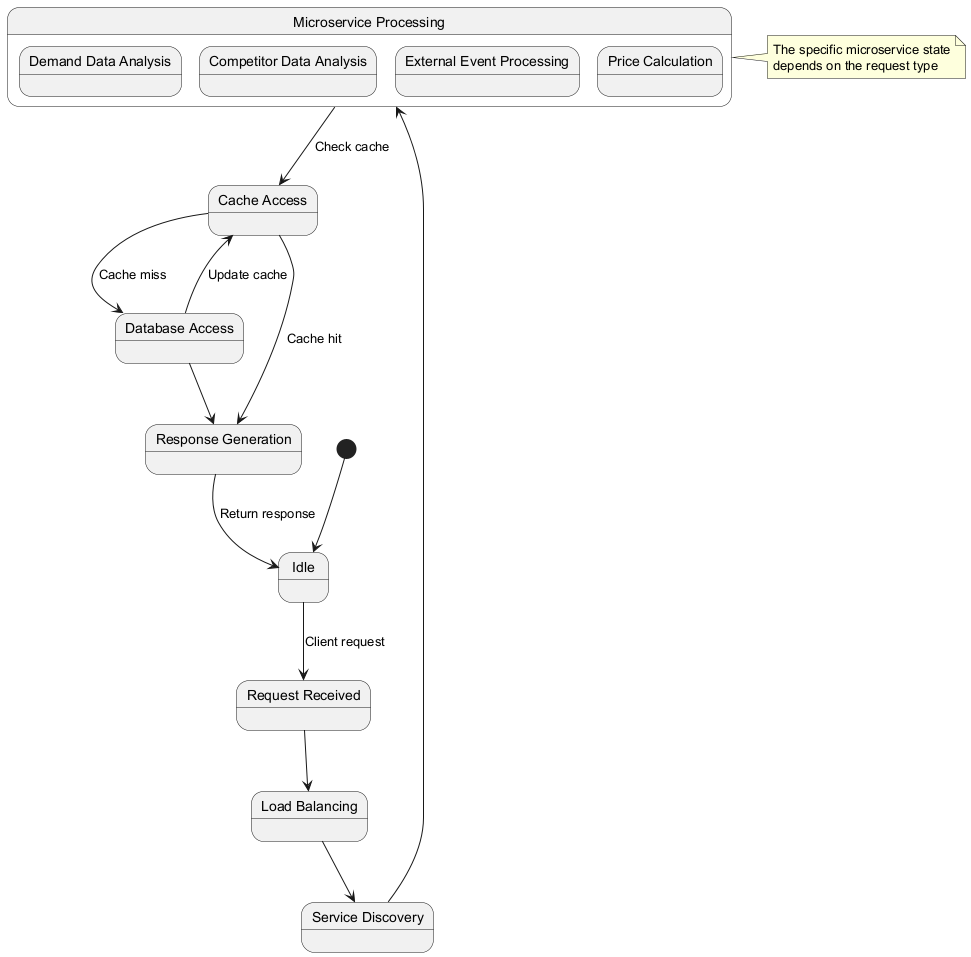 Microservice Processing
Demand Data Analysis
Competitor Data Analysis
External Event Processing
Price Calculation
The specific microservice state
depends on the request type
Check cache
Cache Access
Cache miss
Update cache
Database Access
Cache hit
Response Generation
Return response
Idle
Client request
Request Received
Load Balancing
Service Discovery